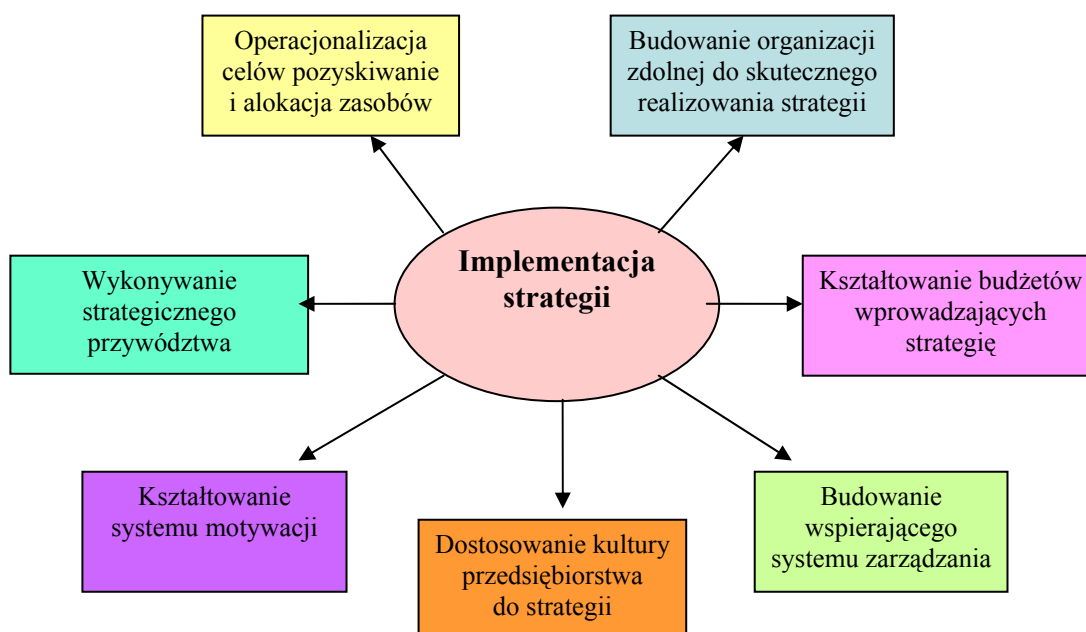 Operacjonalizacja
celów pozyskiwanie
i alokacja zasobów
Budowanie organizacji
zdolnej do skutecznego
realizowania strategii
Implementacja
strategii
Wykonywanie
strategicznego
przywództwa
Kształtowanie budżetów
wprowadzających
strategię
Kształtowanie
systemu motywacji
Dostosowanie kultury
przedsiębiorstwa
do strategii
Budowanie
wspierającego
systemu zarządzania